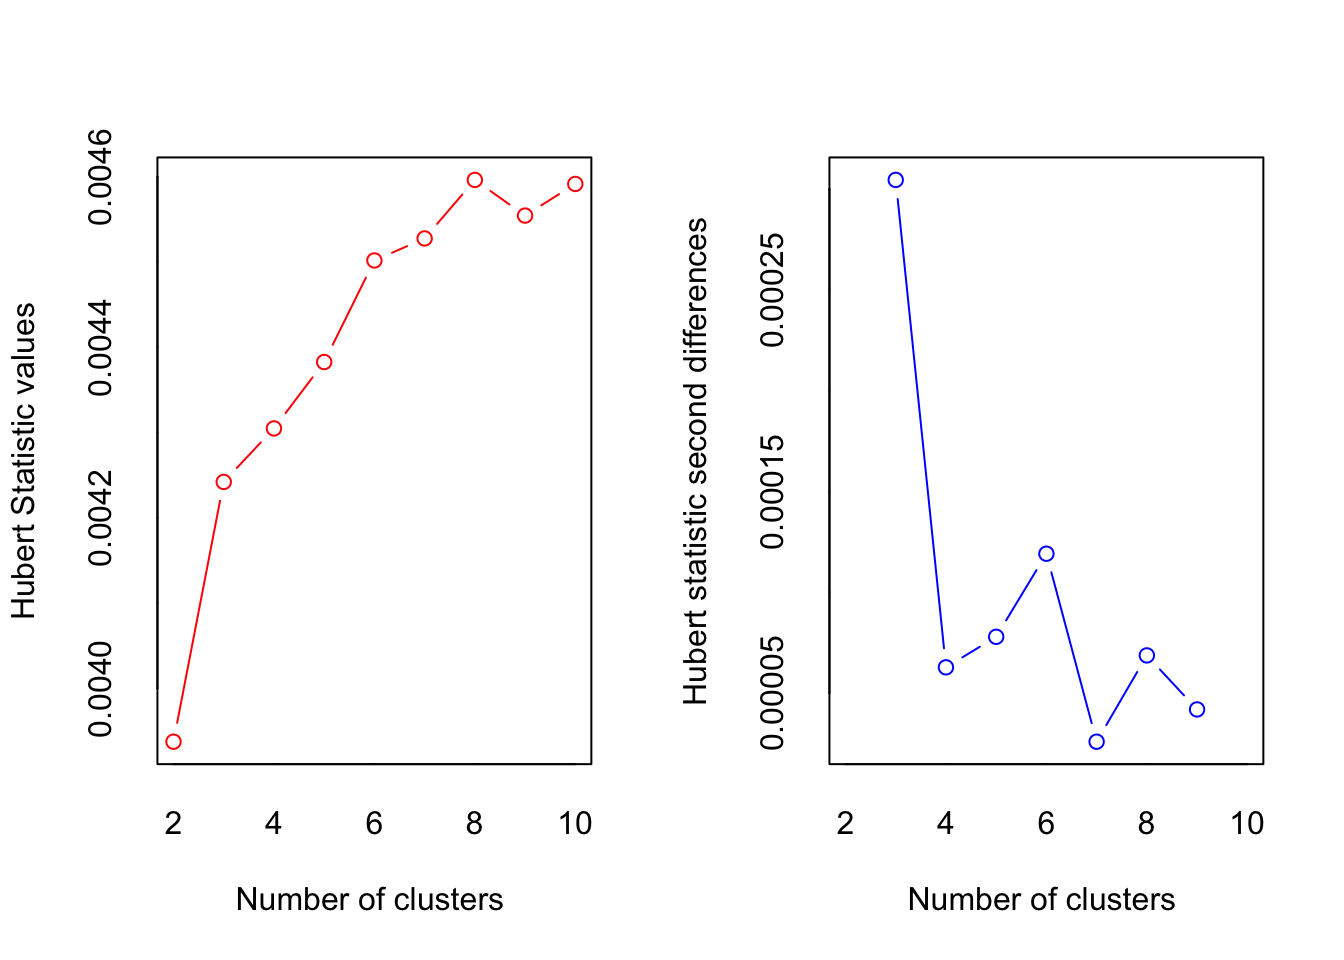 Hubert Statistic values
0.0046
0.0044
0.0042
0.0040
2 4 6 8 10
Number of clusters
Hubert statistic second differences
0.00025
0.00015
0.00005
2 4 6 8 10
Number of clusters